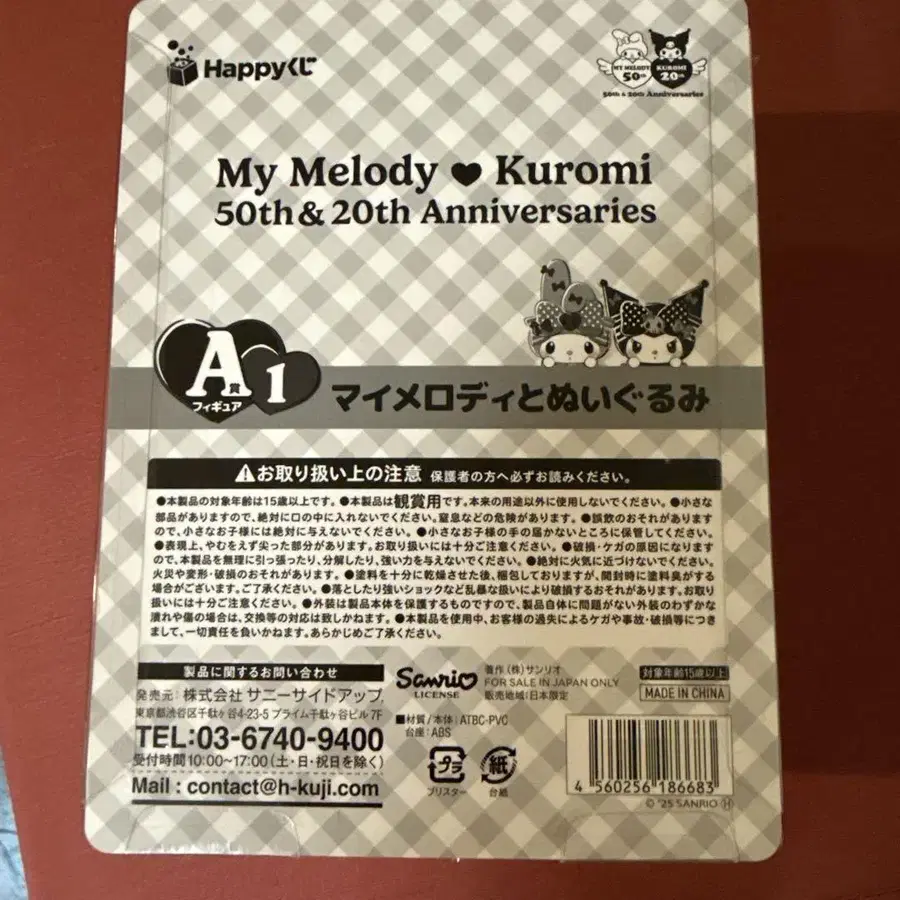 Happyくじ
MY MELODY 50th KUROMI 20th
50th & 20th Anniversaries
My Melody ♥ Kuromi
50th & 20th Anniversaries
A賞 1
フィギュア
マイメロディとぬいぐるみ
⚠お取り扱い上の注意 保護者の方へ必ずお読みください。
●本製品の対象年齢は15歳以上です。●本製品は観賞用です。本来の用途以外に使用しないでください。●小さな
部品がありますので、絶対に口の中に入れないでください。窒息などの危険があります。●誤飲のおそれがあります
ので、小さなお子様には絶対に与えないでください。●小さなお子様の手の届かないところに保管してください。
●表現上、やむをえず尖った部分があります。お取り扱いには十分ご注意ください。●破損・ケガの原因になります
ので、本製品を無理に引っ張ったり、分解したり、強い力を与えないでください。●絶対に火気に近づけないでください。
火災や変形・破損のおそれがあります。●塗料を十分に乾燥させた後、梱包しておりますが、開封時に塗料臭がする
場合がございます。ご了承ください。●落としたり強いショックなど乱暴な扱いにより破損するおそれがあります。お取り
扱いには十分ご注意ください。●外装は製品本体を保護するものですので、製品自体に問題がない外装のわずかな
潰れや傷の場合は、交換等の対応は致しかねます。●本製品を使用中、お客様の過失によるケガや事故・破損等につき
まして、一切責任を負いかねます。あらかじめご了承ください。
製品に関するお問い合わせ
発売元: 株式会社 サニーサイドアップ
東京都渋谷区千駄ヶ谷4-23-5 プライム千駄ヶ谷ビル 7F
TEL:03-6740-9400
受付時間10:00~17:00(土・日・祝日を除く)
Mail : contact@h-kuji.com
Sanrio
LICENSE
著作 (株)サンリオ
FOR SALE IN JAPAN ONLY
販売地域:日本限定
■材質/本体:ATBC-PVC
台座:ABS
プラ
ブリスター
紙
台紙
対象年齢15歳以上
MADE IN CHINA
4 560256 186683
© '25 SANRIO Ⓗ